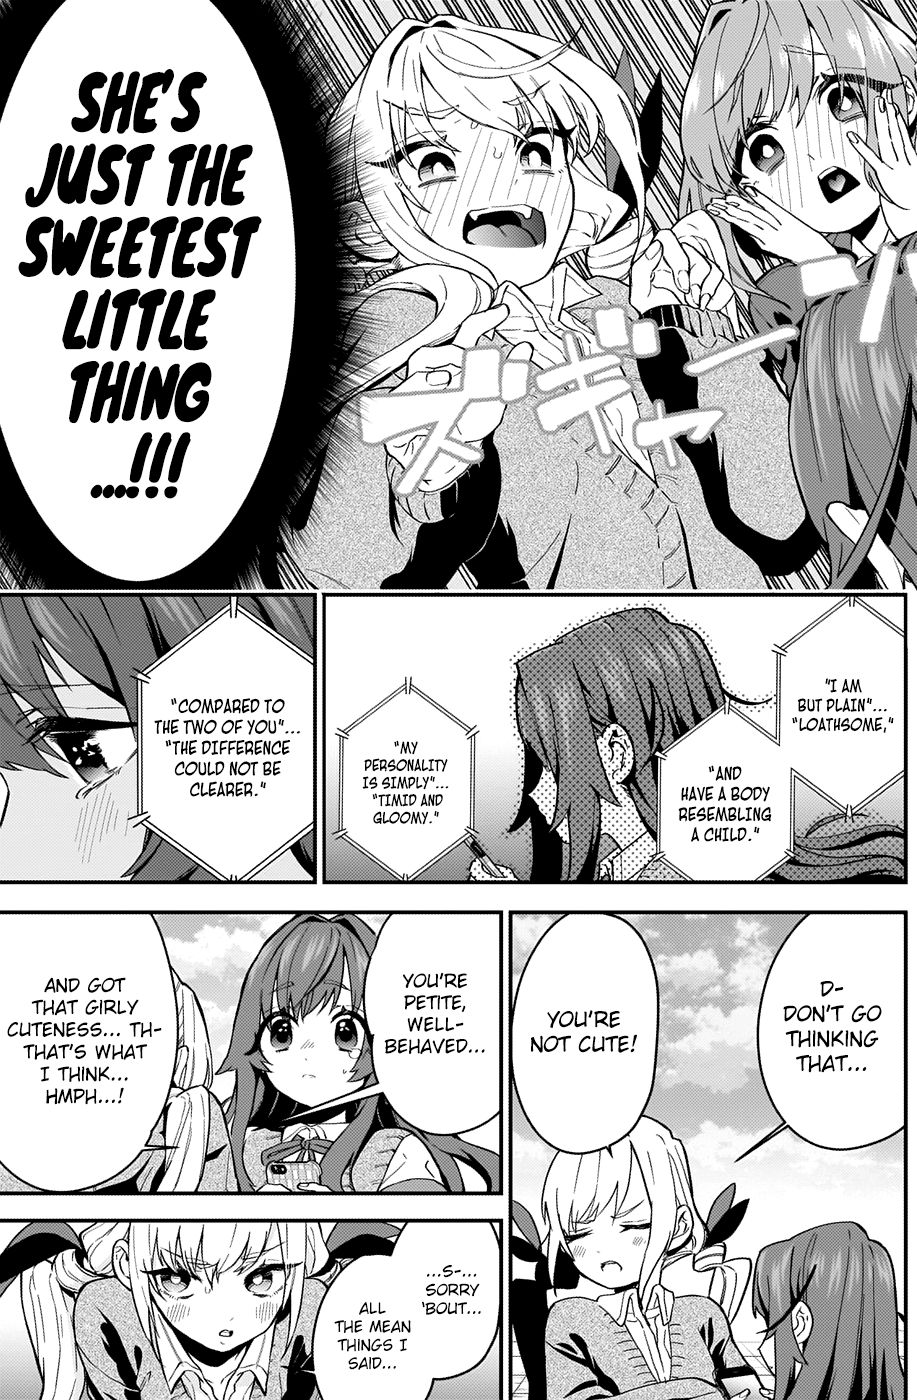 SHE'S
JUST THE
SWEETEST
LITTLE
THING
....!!!
ズギャーーン
"I AM
BUT PLAIN"...
"LOATHSOME,"
"AND
HAVE A BODY
RESEMBLING
A CHILD."
"MY
PERSONALITY
IS SIMPLY"...
"TIMID AND
GLOOMY."
"COMPARED TO
THE TWO OF YOU"...
"THE DIFFERENCE
COULD NOT BE
CLEARER."
D-
DON'T GO
THINKING
THAT...
YOU'RE
NOT CUTE!
YOU'RE
PETITE,
WELL-
BEHAVED...
AND GOT
THAT GIRLY
CUTENESS... TH-
THAT'S WHAT
I THINK...
HMPH...!
...S-...
SORRY
'BOUT...
ALL
THE MEAN
THINGS I
SAID...